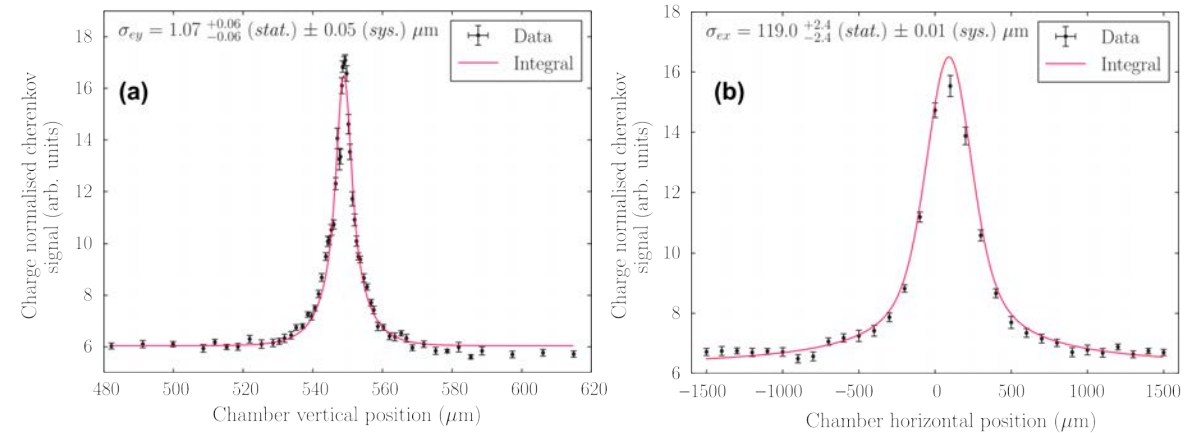 σ_ey = 1.07 +0.06 −0.06 (stat.) ± 0.05 (sys.) μm
Data
Integral
(a)
Charge normalised cherenkov
signal (arb. units)
18
16
14
12
10
8
6
480 500 520 540 560 580 600 620
Chamber vertical position (μm)
σ_ex = 119.0 +2.4 −2.4 (stat.) ± 0.01 (sys.) μm
Data
Integral
(b)
Charge normalised cherenkov
signal (arb. units)
18
16
14
12
10
8
6
−1500 −1000 −500 0 500 1000 1500
Chamber horizontal position (μm)